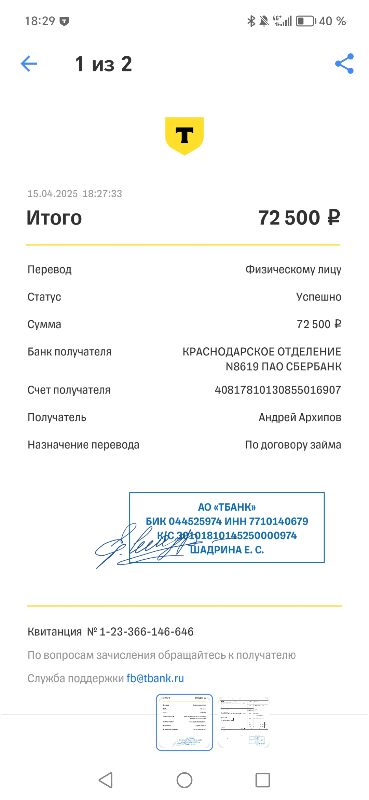 18:29
4G+
40 %
1 из 2
T
15.04.2025 18:27:33
Итого 72 500 ₽
Перевод Физическому лицу
Статус Успешно
Сумма 72 500 ₽
Банк получателя КРАСНОДАРСКОЕ ОТДЕЛЕНИЕ
N8619 ПАО СБЕРБАНК
Счет получателя 40817810130855016907
Получатель Андрей Архипов
Назначение перевода По договору займа
АО «ТБАНК»
БИК 044525974 ИНН 7710140679
К/С 30101810145250000974
ШАДРИНА Е. С.
Квитанция № 1-23-366-146-646
По вопросам зачисления обращайтесь к получателю
Служба поддержки fb@tbank.ru